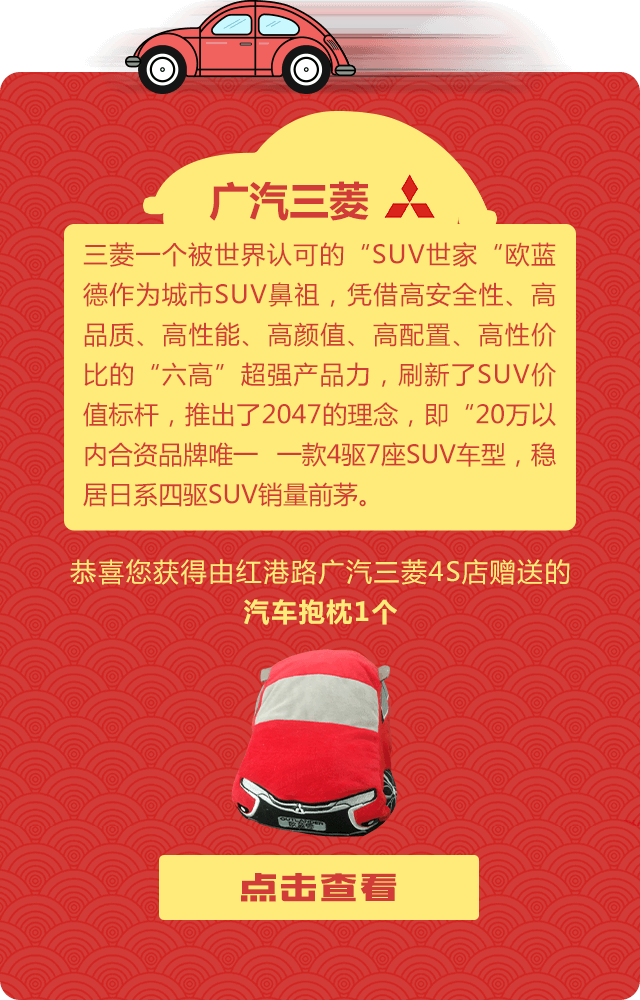 广汽三菱
三菱一个被世界认可的“SUV世家“欧蓝
德作为城市SUV鼻祖，凭借高安全性、高
品质、高性能、高颜值、高配置、高性价
比的“六高”超强产品力，刷新了SUV价
值标杆，推出了2047的理念，即“20万以
内合资品牌唯一 一款4驱7座SUV车型，稳
居日系四驱SUV销量前茅。
恭喜您获得由红港路广汽三菱4S店赠送的
汽车抱枕1个
OUTLANDER
欧蓝德
点击查看